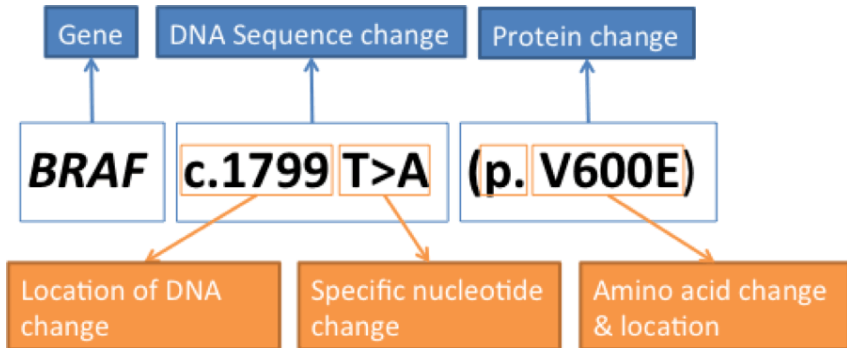 Gene DNA Sequence change Protein change
BRAF c.1799 T>A (p. V600E)
Location of DNA change
Specific nucleotide change
Amino acid change & location